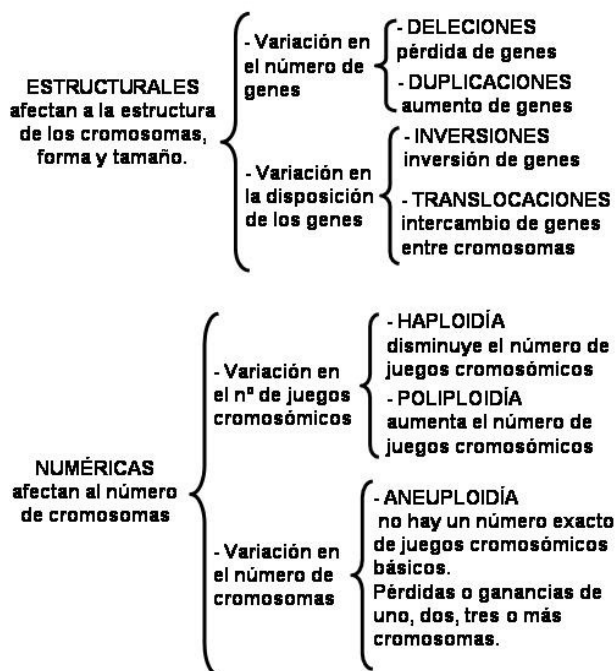 ESTRUCTURALES
afectan a la estructura
de los cromosomas,
forma y tamaño.
- Variación en
el número de
genes
- DELECIONES
pérdida de genes
- DUPLICACIONES
aumento de genes
- Variación en
la disposición
de los genes
- INVERSIONES
inversión de genes
- TRANSLOCACIONES
intercambio de genes
entre cromosomas
NUMÉRICAS
afectan al número
de cromosomas
- Variación en
el nº de juegos
cromosómicos
- HAPLOIDÍA
disminuye el número de
juegos cromosómicos
- POLIPLOIDÍA
aumenta el número de
juegos cromosómicos
- Variación en
el número de
cromosomas
- ANEUPLOIDÍA
no hay un número exacto
de juegos cromosómicos
básicos.
Pérdidas o ganancias de
uno, dos, tres o más
cromosomas.